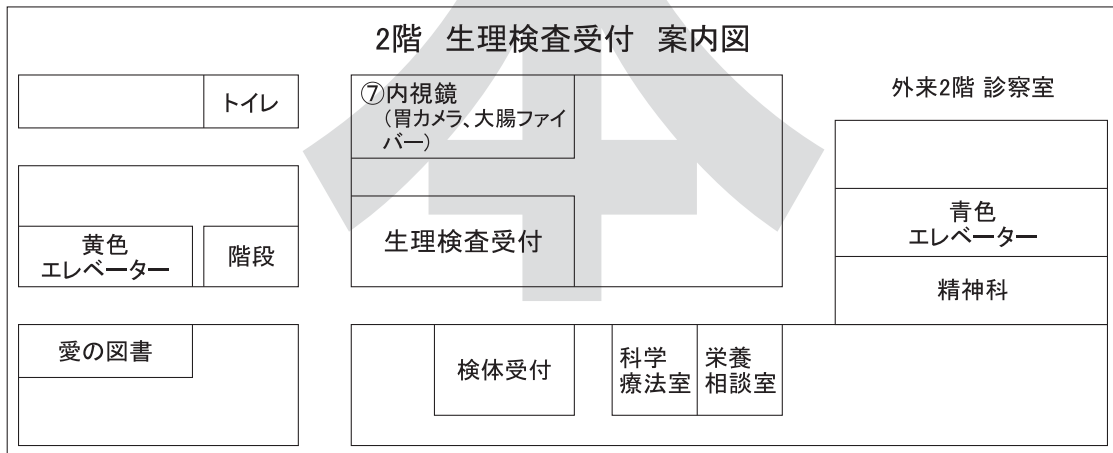 2階 生理検査受付 案内図
トイレ
⑦内視鏡
(胃カメラ、大腸ファイ
バー)
外来2階 診察室
黄色
エレベーター
階段
生理検査受付
青色
エレベーター
精神科
愛の図書
検体受付
科学
療法室
栄養
相談室
本